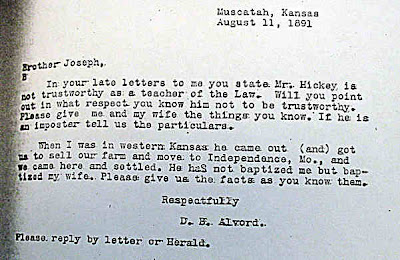 Muscatah, Kansas
August 11, 1891
Brother Joseph,
B
In your late letters to me you state Mr. Hickey is
not trustworthy as a teacher of the Law. Will you point
out in what respect you know him not to be trustworthy.
Please give me and my wife the things you know. If he is
an imposter tell us the particulars.
When I was in western Kansas he came out (and) got
us to sell our farm and move to Independence, Mo., and
we came here and settled. He has not baptized me but bap-
tized my wife. Please give us the facts as you know them.
Respectfully
D. H. Alvord.
Please reply by letter or Herald.